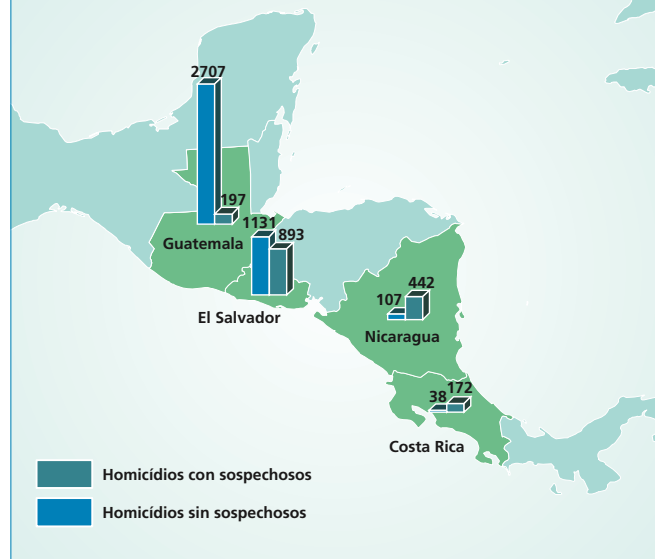 2707
197
Guatemala
1131
893
El Salvador
107
442
Nicaragua
38
172
Costa Rica
Homicídios con sospechosos
Homicídios sin sospechosos